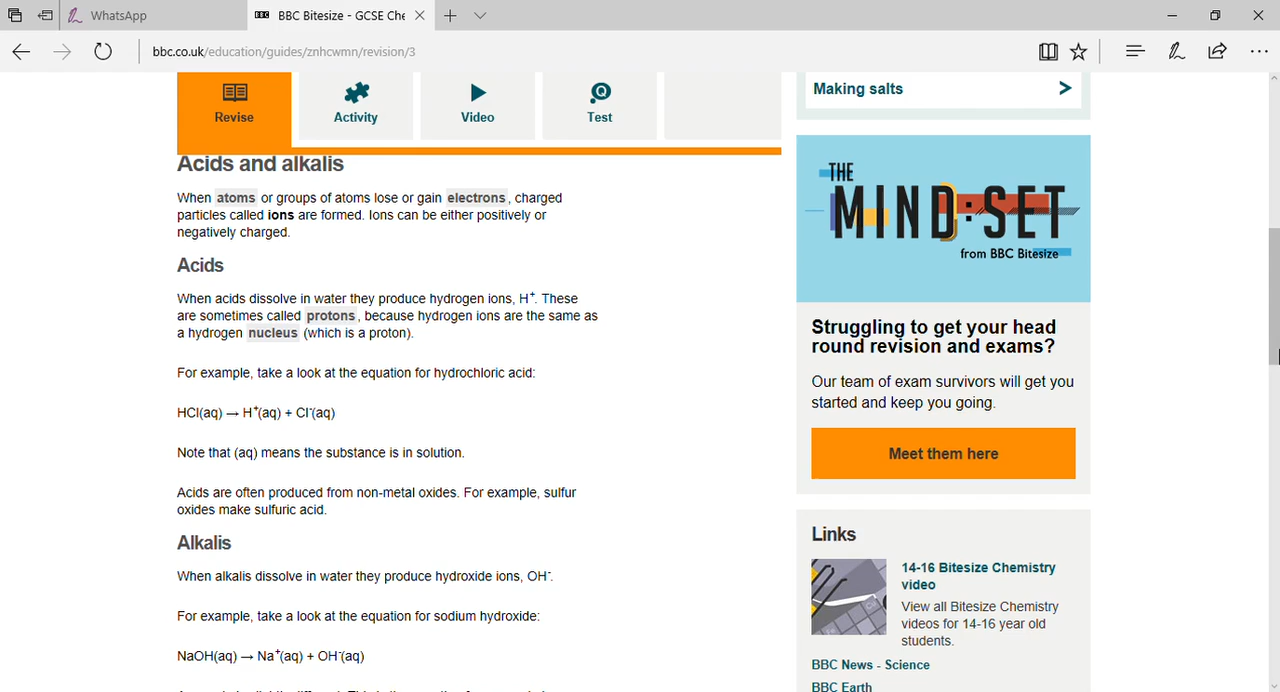 WhatsApp
BBC BBC Bitesize - GCSE Che
bbc.co.uk/education/guides/znhcwmn/revision/3
Revise
Activity
Video
Test
Acids and alkalis
When atoms or groups of atoms lose or gain electrons, charged
particles called ions are formed. Ions can be either positively or
negatively charged.
Acids
When acids dissolve in water they produce hydrogen ions, H⁺. These
are sometimes called protons, because hydrogen ions are the same as
a hydrogen nucleus (which is a proton).
For example, take a look at the equation for hydrochloric acid:
HCl(aq) → H⁺(aq) + Cl⁻(aq)
Note that (aq) means the substance is in solution.
Acids are often produced from non-metal oxides. For example, sulfur
oxides make sulfuric acid.
Alkalis
When alkalis dissolve in water they produce hydroxide ions, OH⁻.
For example, take a look at the equation for sodium hydroxide:
NaOH(aq) → Na⁺(aq) + OH⁻(aq)
Making salts >
THE
MIND:SET
from BBC Bitesize
Struggling to get your head
round revision and exams?
Our team of exam survivors will get you
started and keep you going.
Meet them here
Links
14-16 Bitesize Chemistry
video
View all Bitesize Chemistry
videos for 14-16 year old
students.
BBC News - Science
BBC Earth